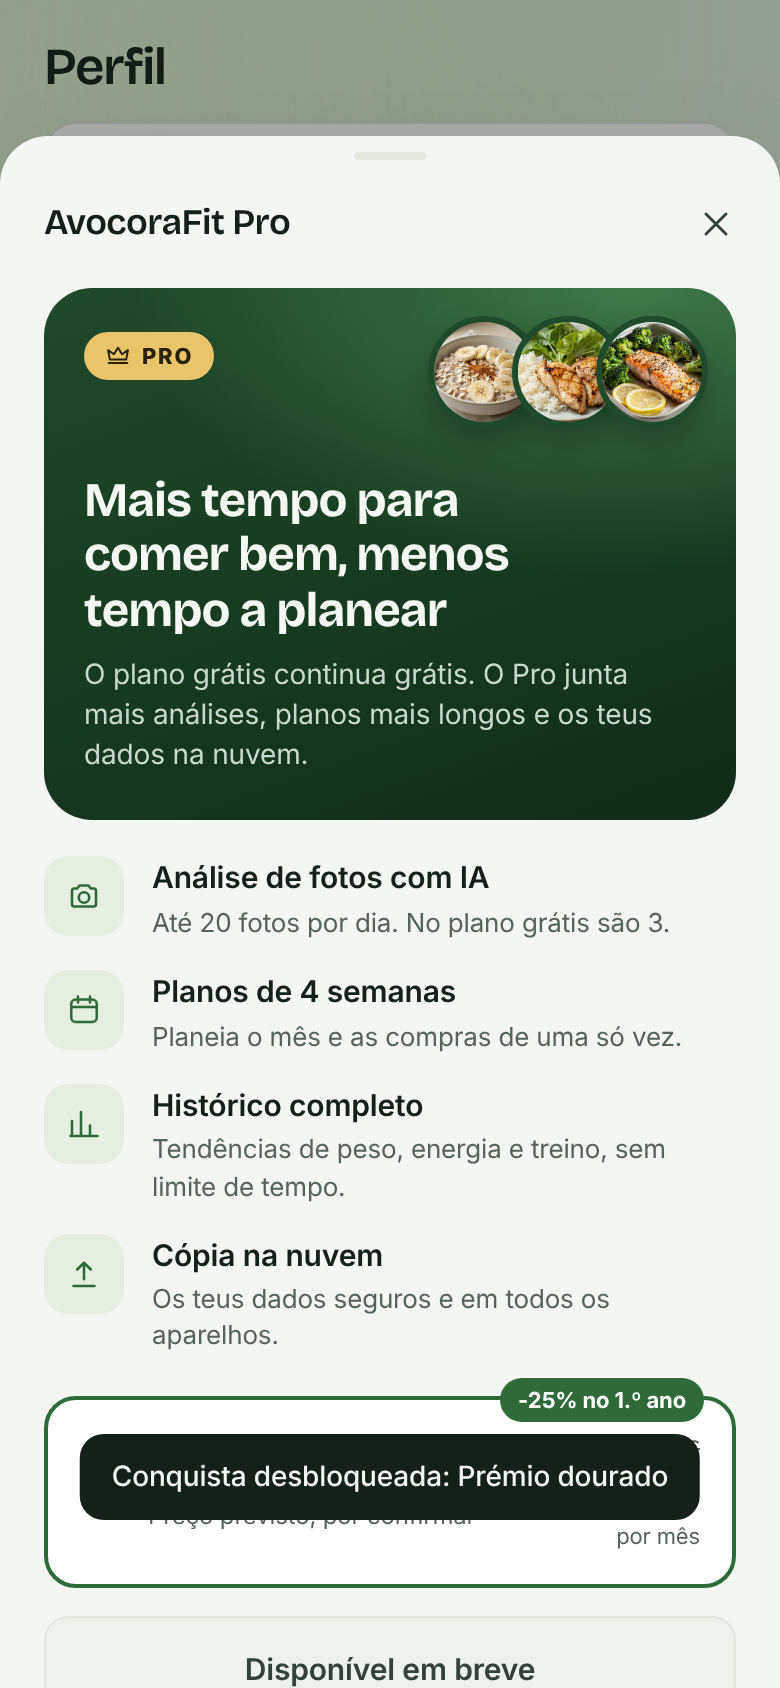 Perfil
AvocoraFit Pro
PRO
Mais tempo para
comer bem, menos
tempo a planear
O plano grátis continua grátis. O Pro junta
mais análises, planos mais longos e os teus
dados na nuvem.
Análise de fotos com IA
Até 20 fotos por dia. No plano grátis são 3.
Planos de 4 semanas
Planeia o mês e as compras de uma só vez.
Histórico completo
Tendências de peso, energia e treino, sem
limite de tempo.
Cópia na nuvem
Os teus dados seguros e em todos os
aparelhos.
-25% no 1.º ano
Conquista desbloqueada: Prémio dourado
Preço previsto, por confirmar
por mês
Disponível em breve